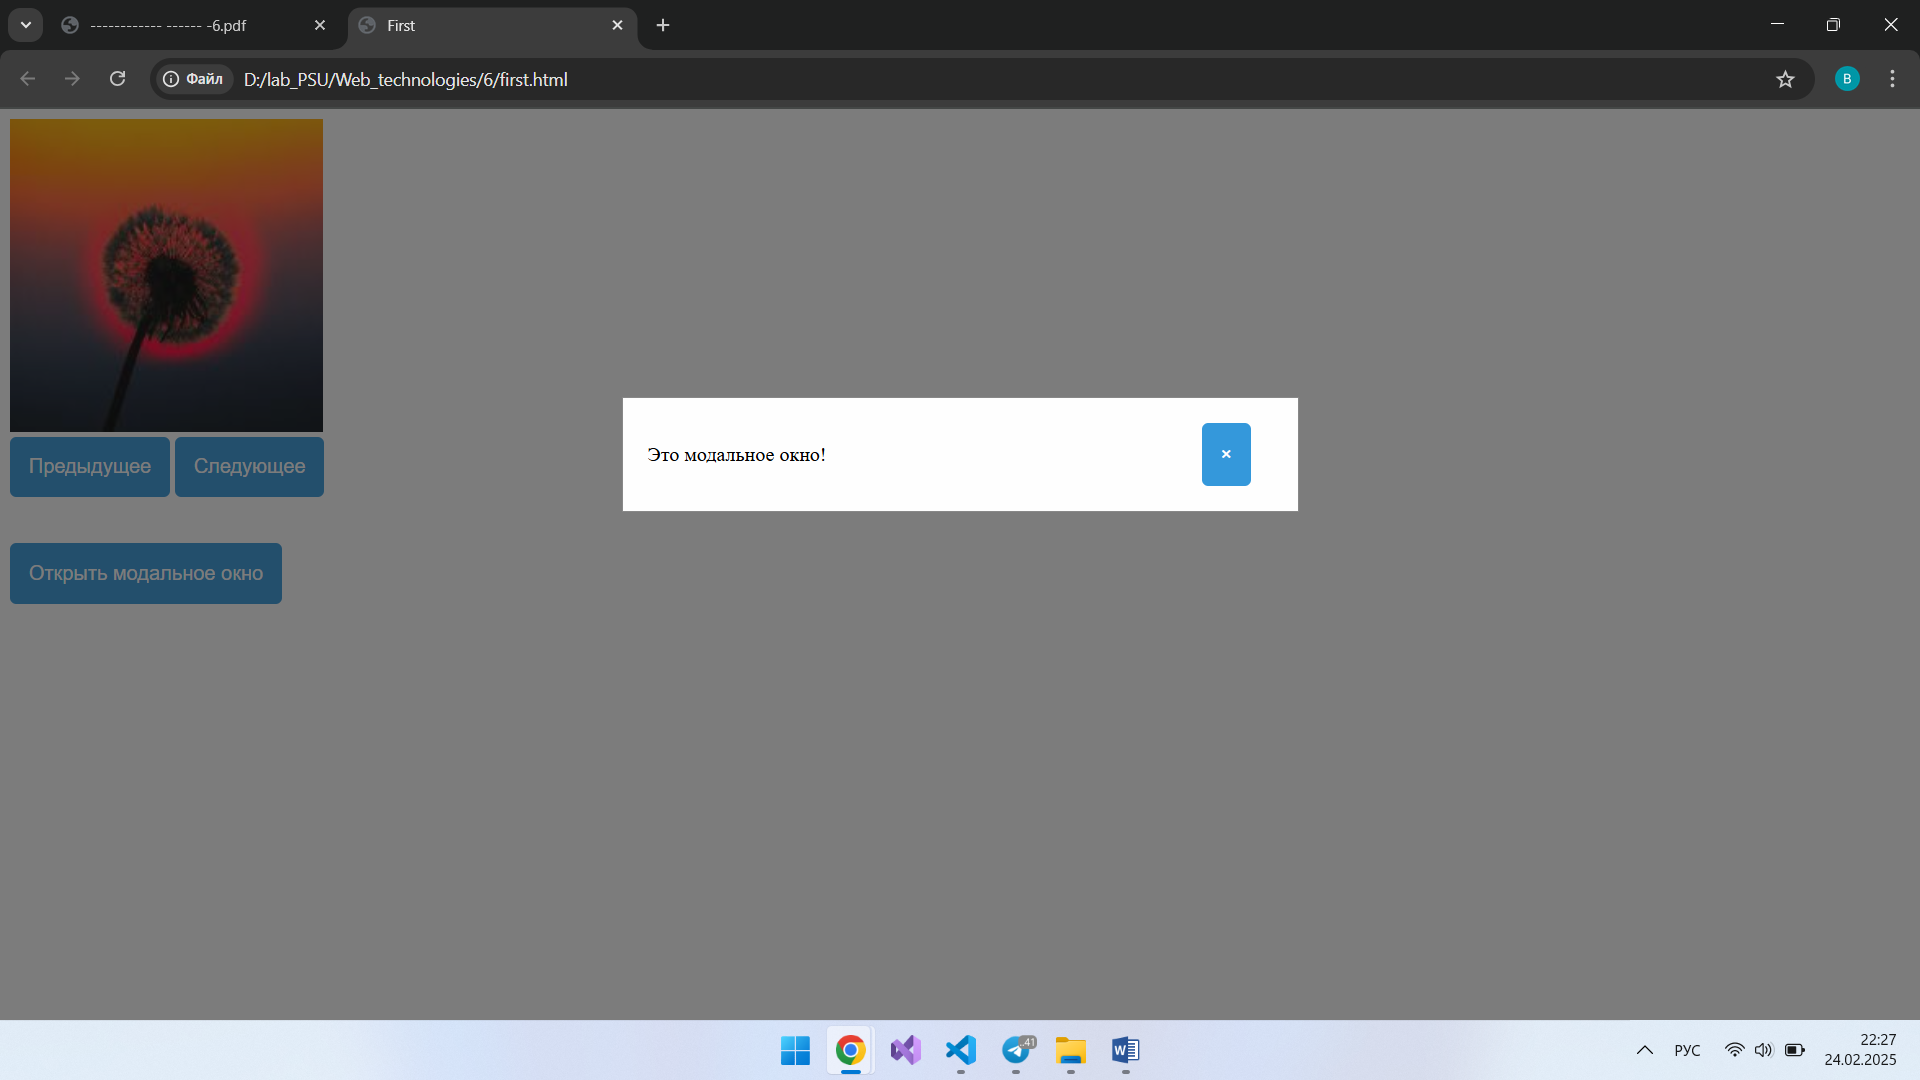 ------------ ------ -6.pdf
First
Файл
D:/lab_PSU/Web_technologies/6/first.html
B
Это модальное окно!
×
Предыдущее
Следующее
Открыть модальное окно
.41
W
РУС
22:27
24.02.2025